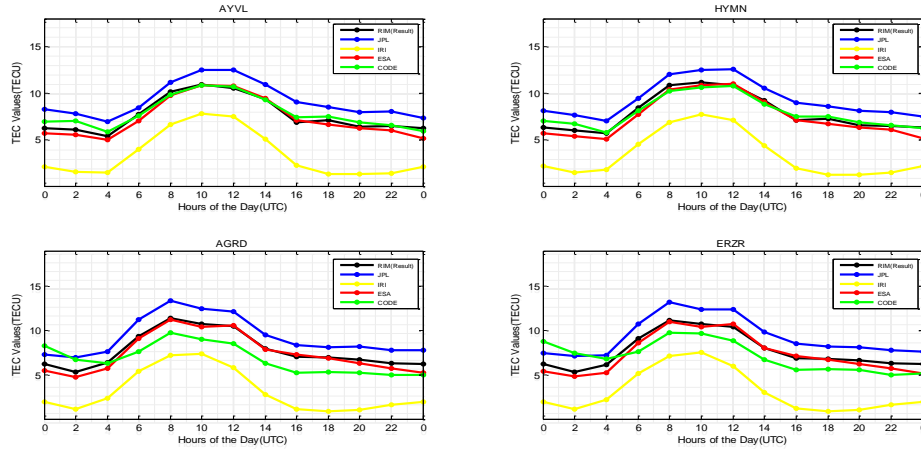 AYVL
TEC Values(TECU)
15
10
5
0 2 4 6 8 10 12 14 16 18 20 22 0
Hours of the Day(UTC)
RIM(Result)
JPL
IRI
ESA
CODE
HYMN
TEC Values(TECU)
15
10
5
0 2 4 6 8 10 12 14 16 18 20 22 0
Hours of the Day(UTC)
RIM(Result)
JPL
IRI
ESA
CODE
AGRD
TEC Values(TECU)
15
10
5
0 2 4 6 8 10 12 14 16 18 20 22 0
Hours of the Day(UTC)
RIM(Result)
JPL
IRI
ESA
CODE
ERZR
TEC Values(TECU)
15
10
5
0 2 4 6 8 10 12 14 16 18 20 22
Hours of the Day(UTC)
RIM(Result)
JPL
IRI
ESA
CODE